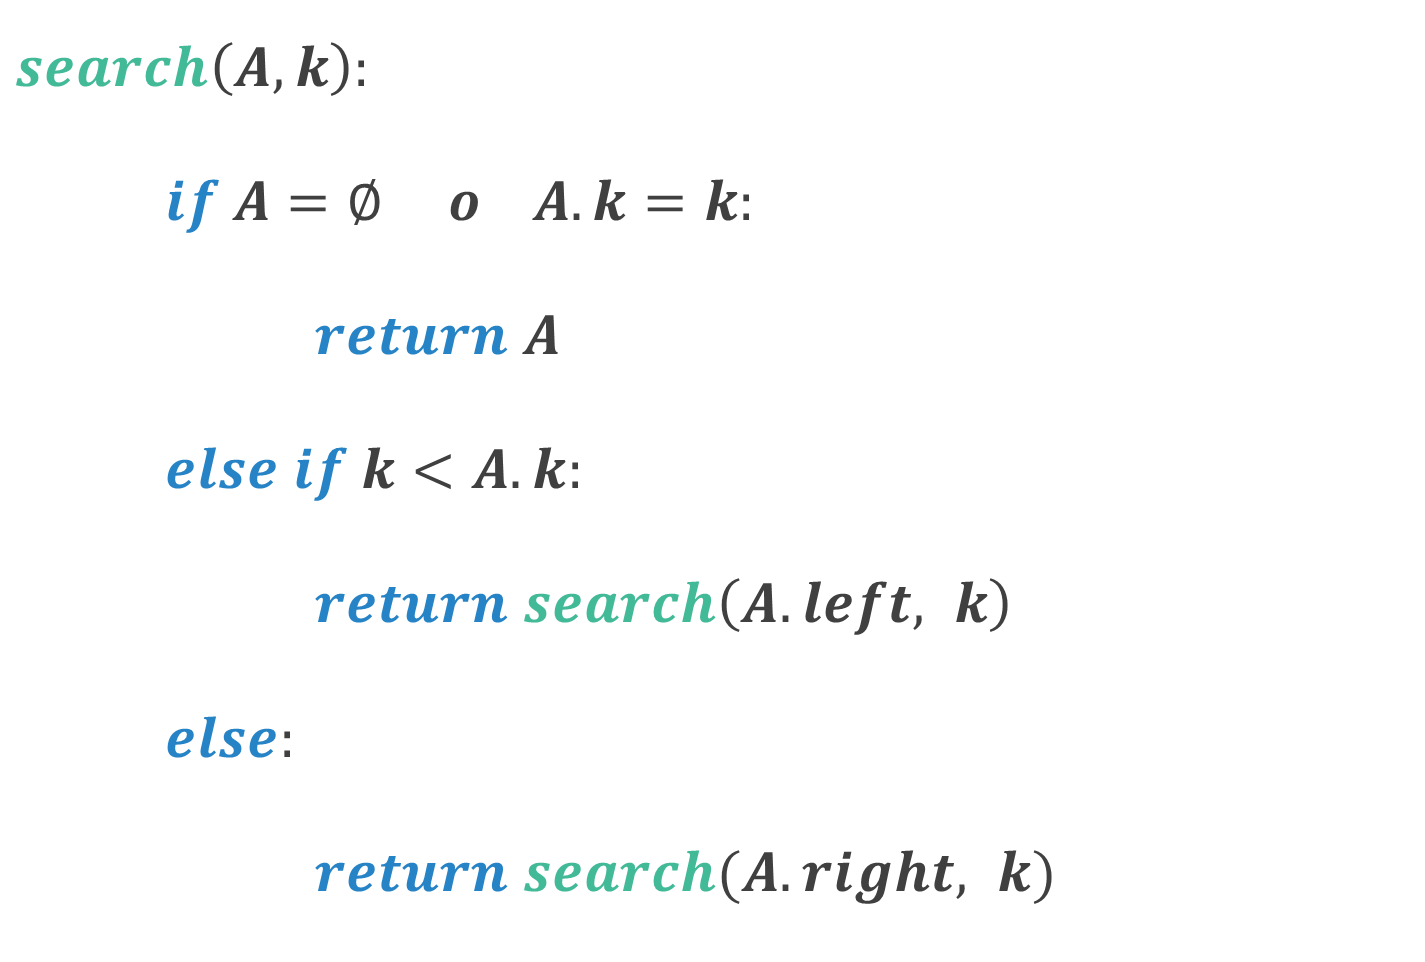 search(A, k):
if A = ∅ o A.k = k:
return A
else if k < A.k:
return search(A.left, k)
else:
return search(A.right, k)